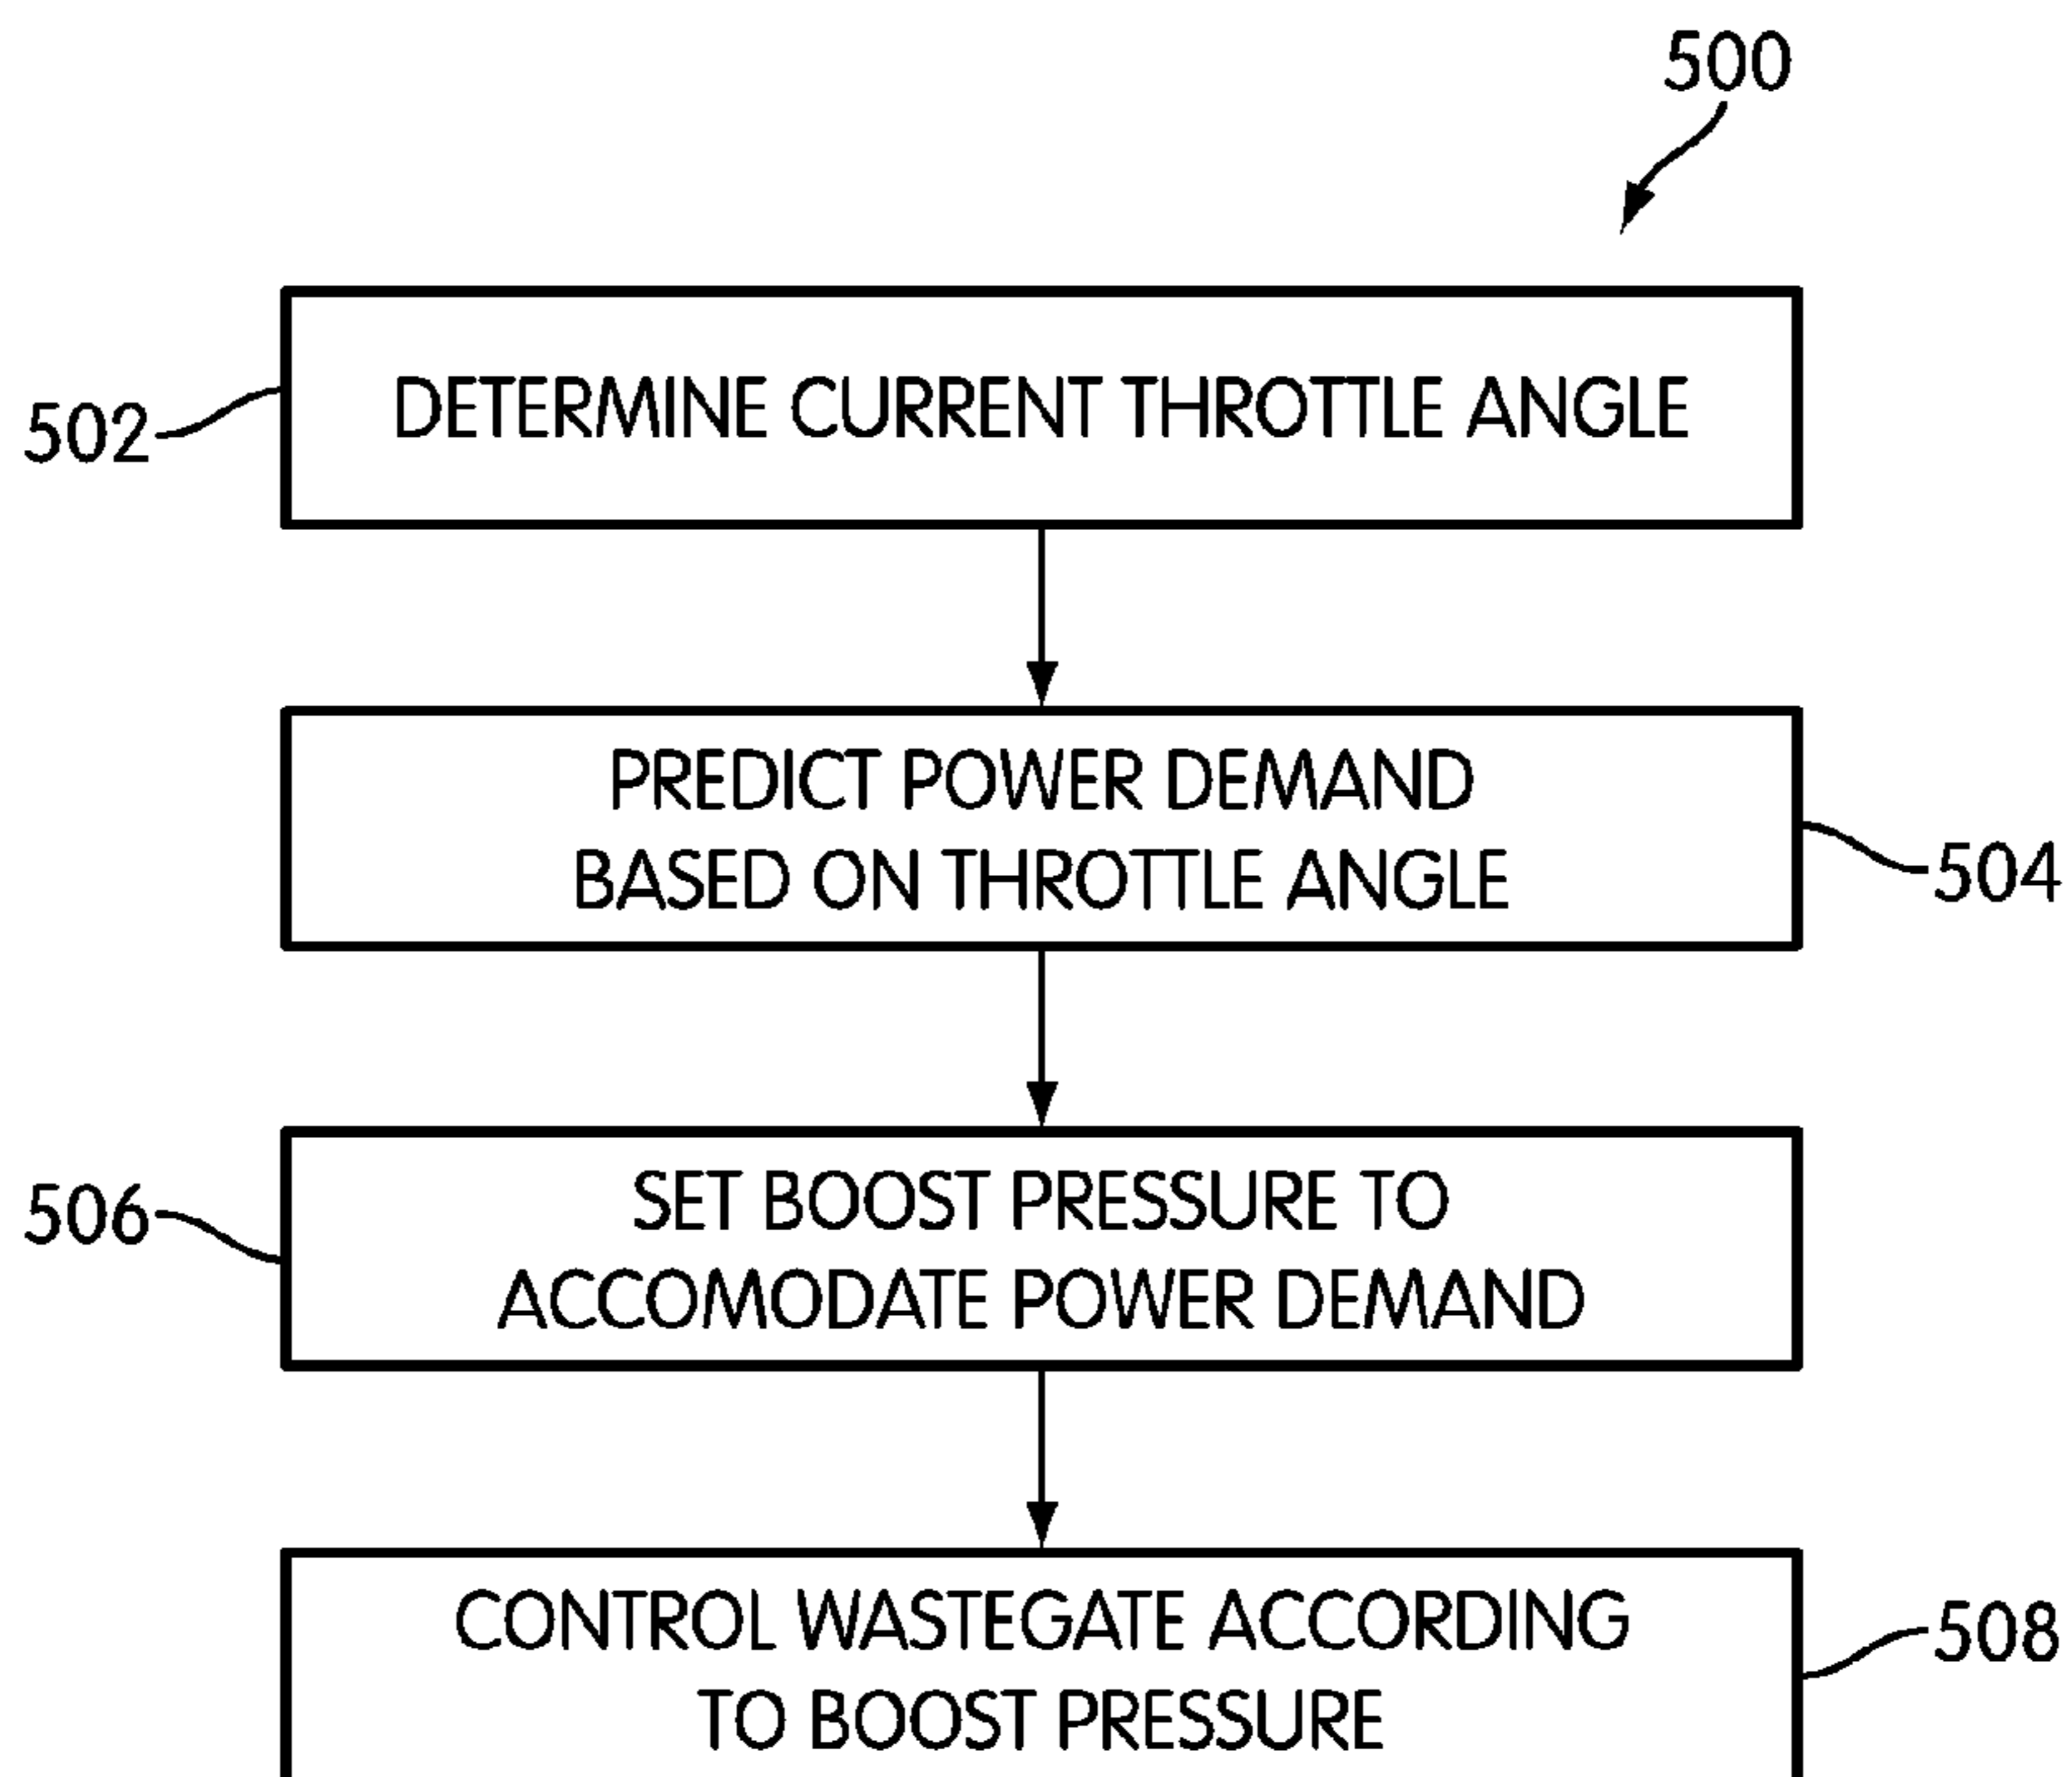 500
502
DETERMINE CURRENT THROTTLE ANGLE
PREDICT POWER DEMAND
BASED ON THROTTLE ANGLE
504
506
SET BOOST PRESSURE TO
ACCOMODATE POWER DEMAND
CONTROL WASTEGATE ACCORDING
TO BOOST PRESSURE
508